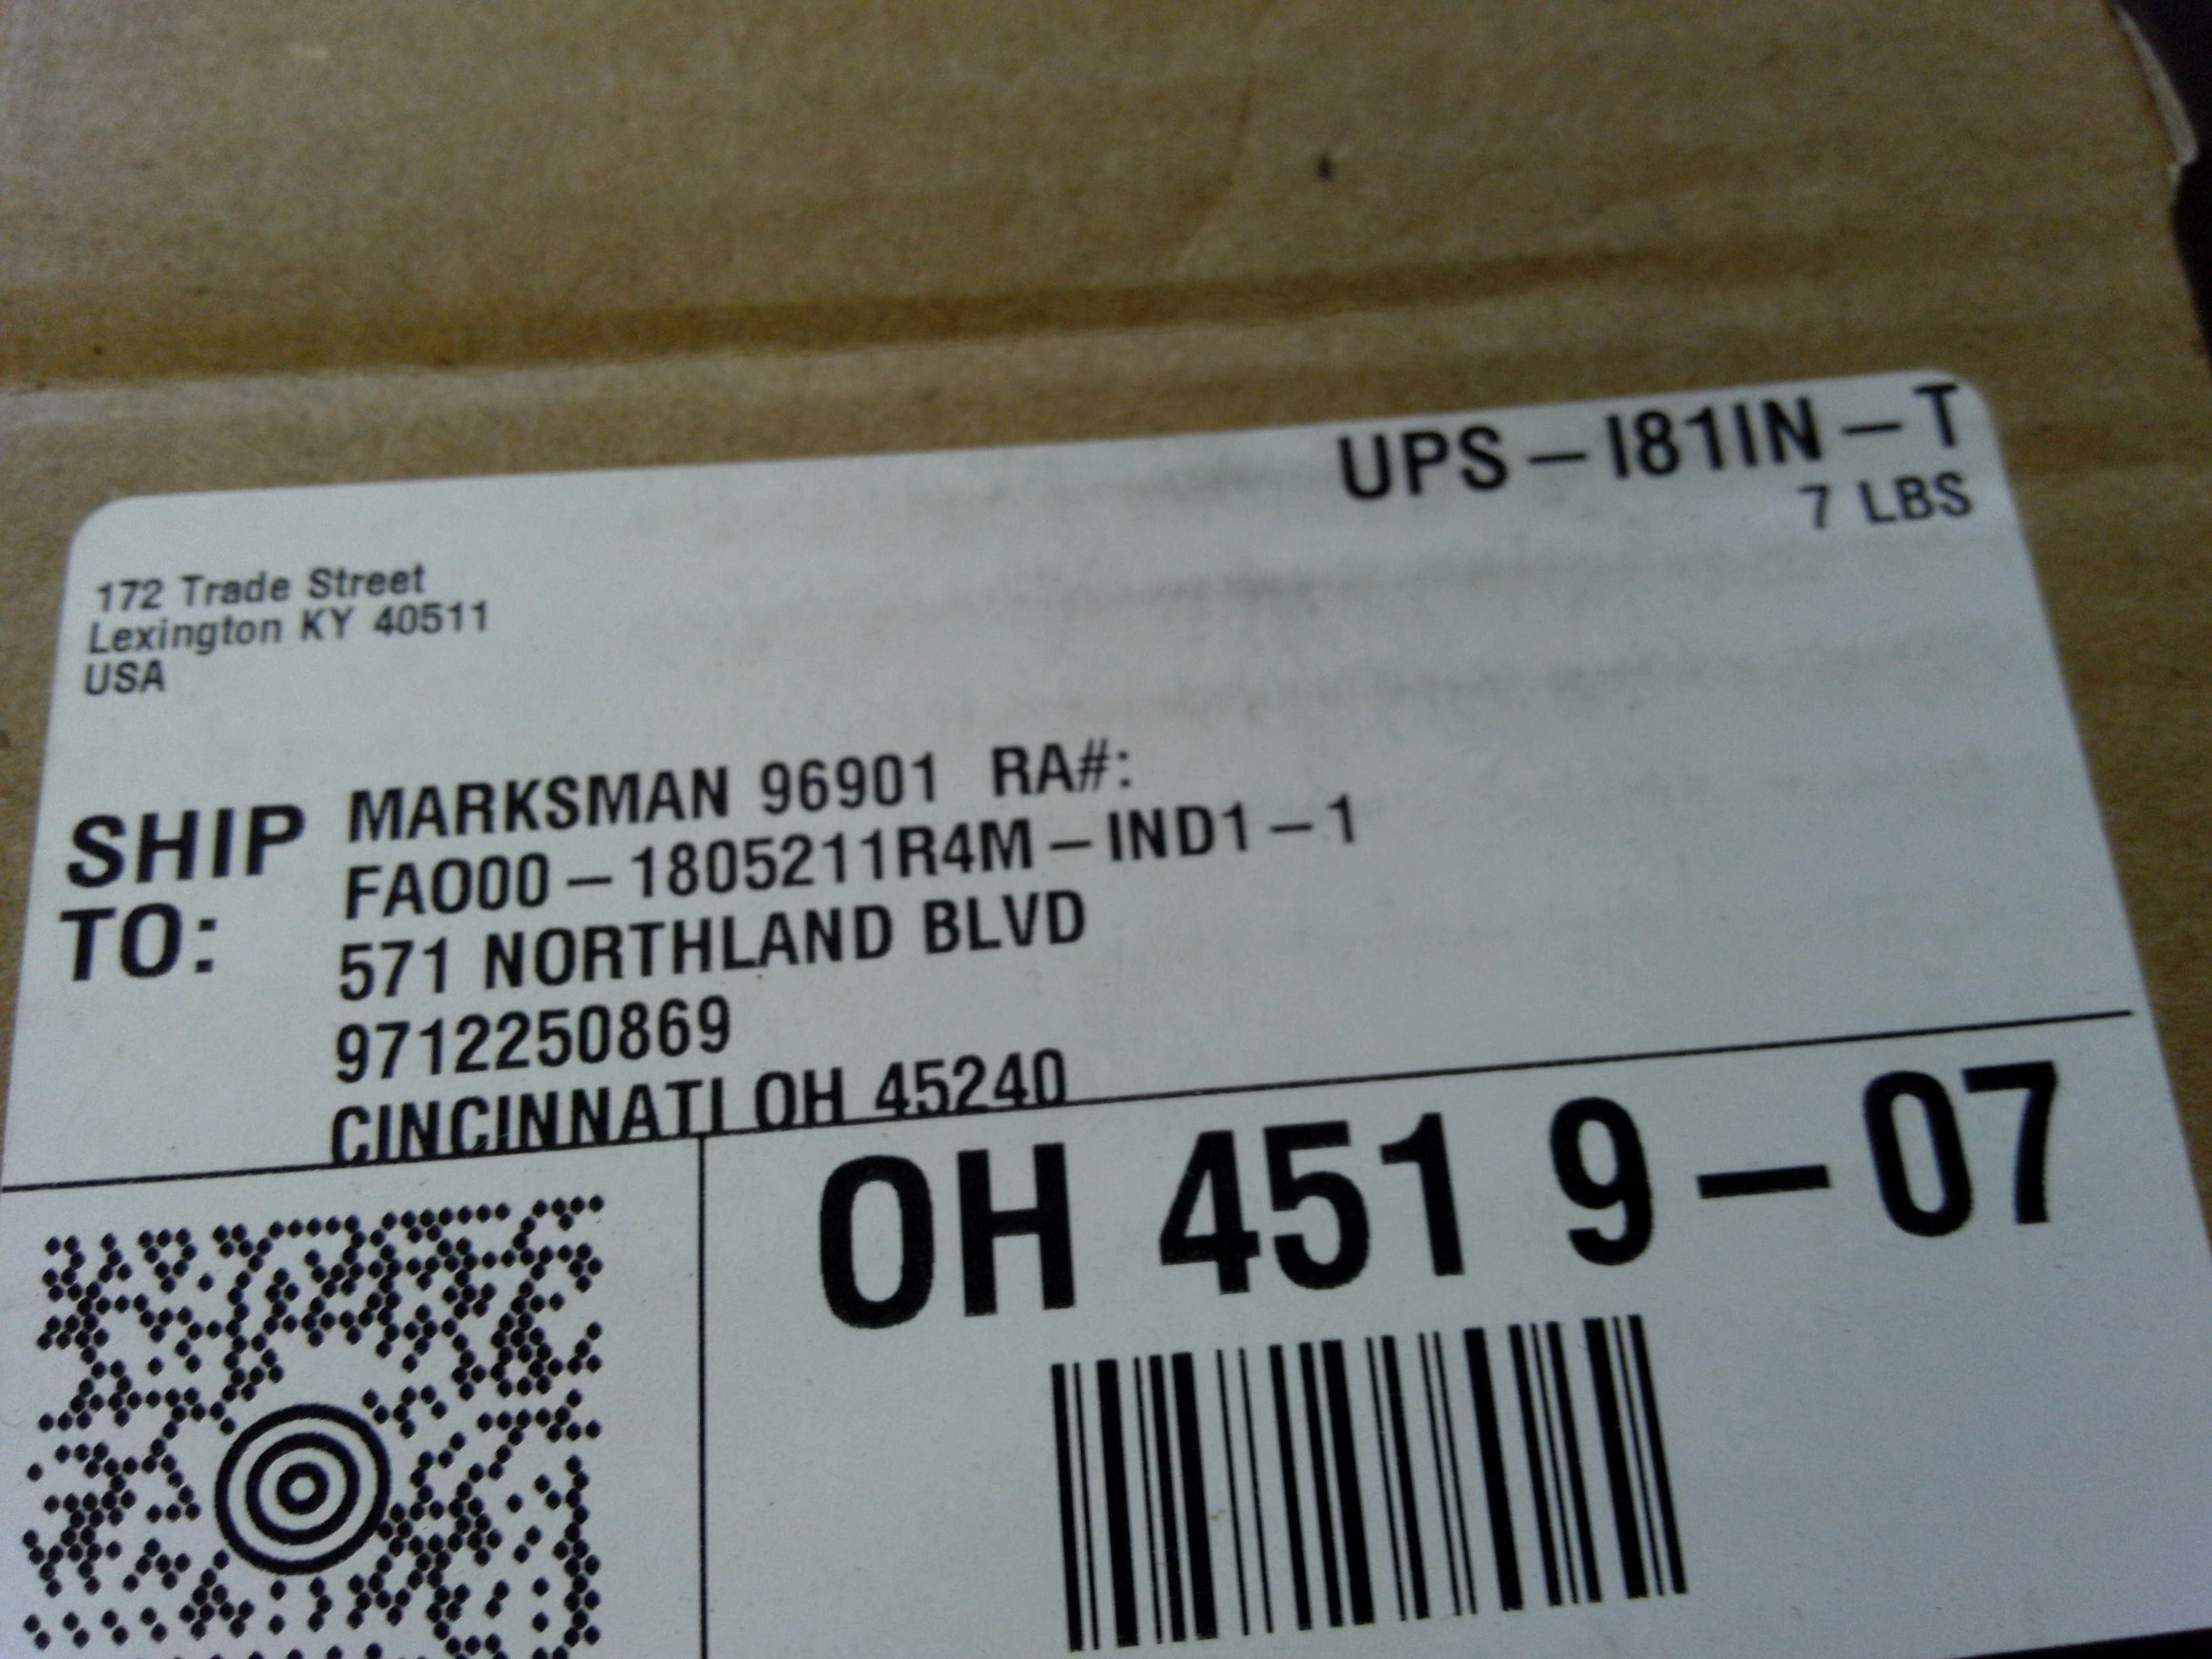 UPS-I81IN-T
7 LBS
172 Trade Street
Lexington KY 40511
USA
SHIP TO:
MARKSMAN 96901 RA#:
FAO00-1805211R4M-IND1-1
571 NORTHLAND BLVD
9712250869
CINCINNATI OH 45240
OH 451 9-07